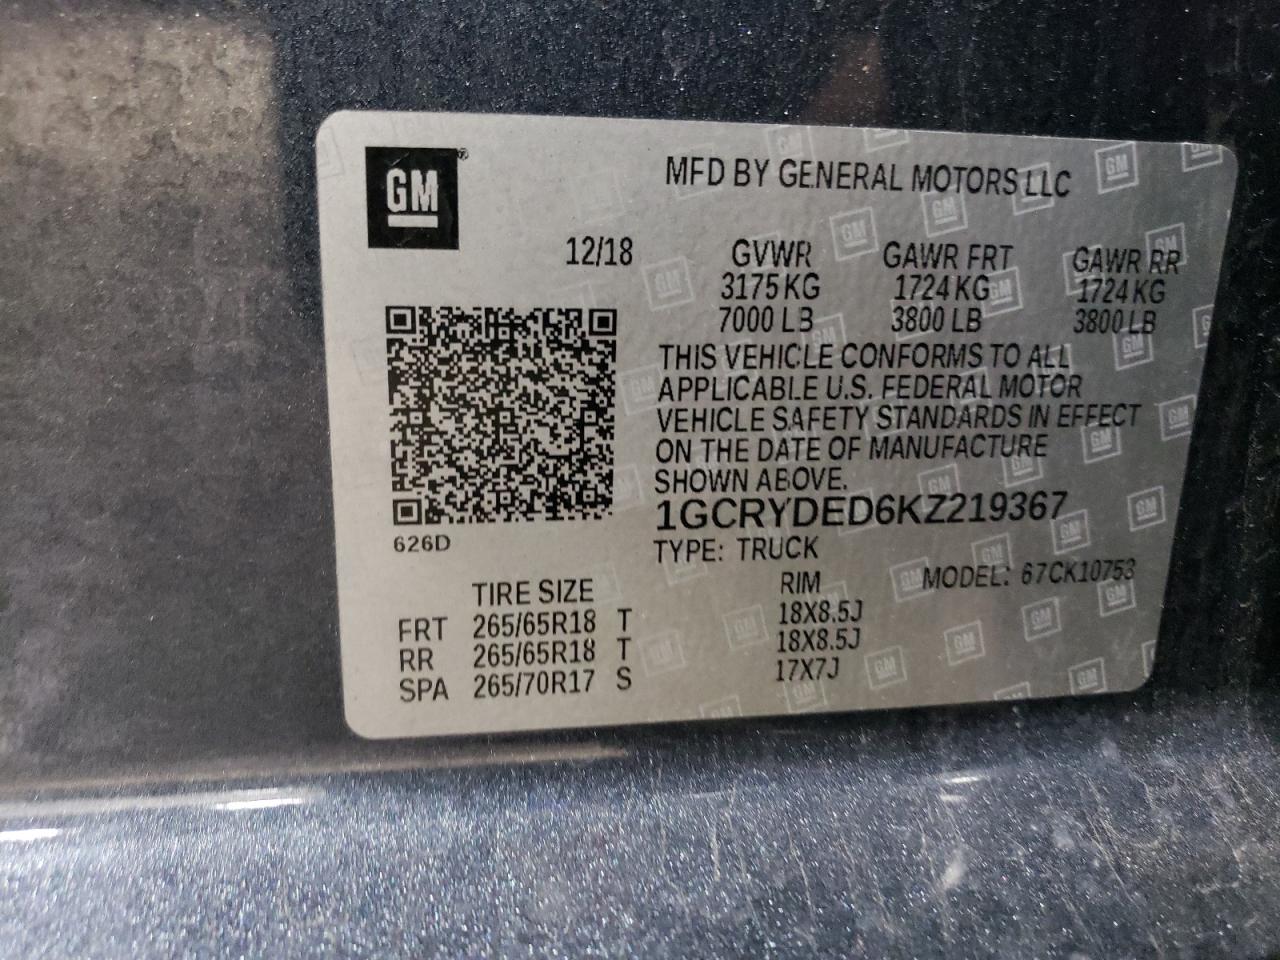 GM®
MFD BY GENERAL MOTORS LLC
12/18 GVWR GAWR FRT GAWR RR
3175 KG 1724 KG 1724 KG
7000 LB 3800 LB 3800 LB
THIS VEHICLE CONFORMS TO ALL
APPLICABLE U.S. FEDERAL MOTOR
VEHICLE SAFETY STANDARDS IN EFFECT
ON THE DATE OF MANUFACTURE
SHOWN ABOVE.
1GCRYDED6KZ219367
626D
TYPE: TRUCK
MODEL: 67CK10753
TIRE SIZE RIM
FRT 265/65R18 T 18X8.5J
RR 265/65R18 T 18X8.5J
SPA 265/70R17 S 17X7J